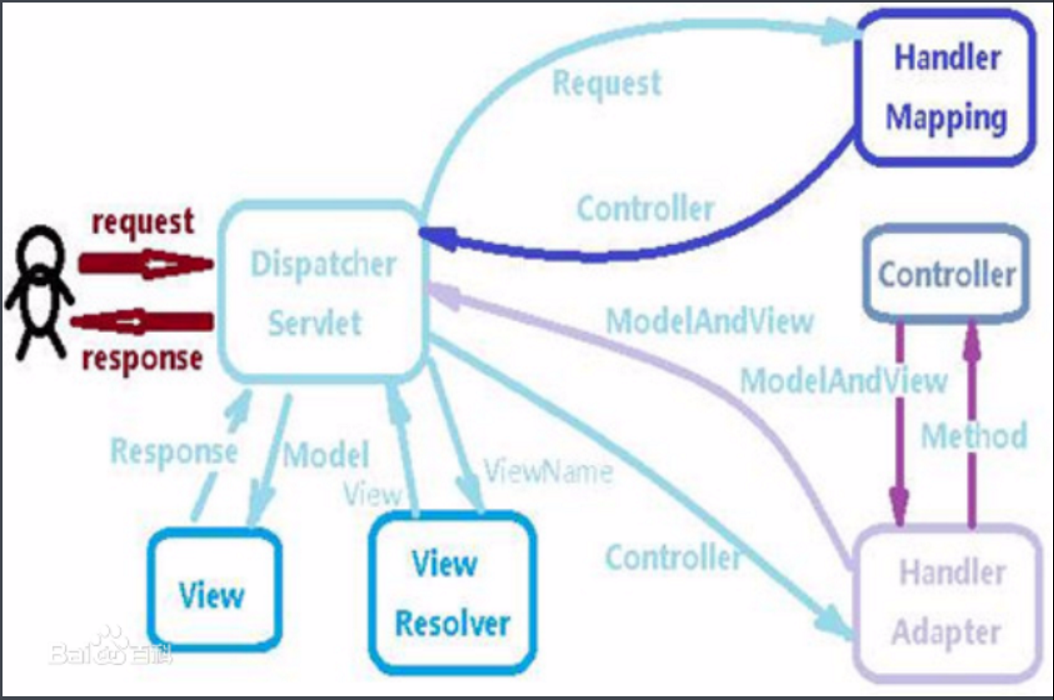 Request
Handler
Mapping
Controller
request
Dispatcher
Servlet
response
Controller
ModelAndView
ModelAndView
Method
Response
Model
View
ViewName
View
View
Resolver
Controller
Handler
Adapter
Bai百科